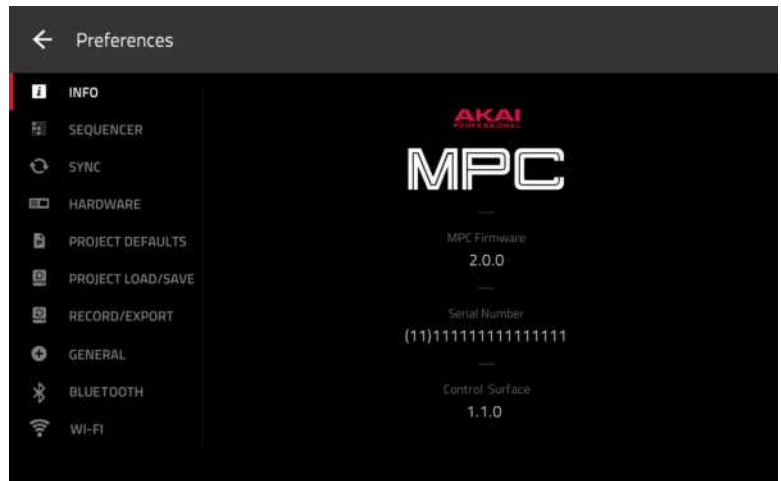 Preferences
INFO
SEQUENCER
SYNC
HARDWARE
PROJECT DEFAULTS
PROJECT LOAD/SAVE
RECORD/EXPORT
GENERAL
BLUETOOTH
WI-FI
AKAI
PROFESSIONAL
MPC
MPC Firmware
2.0.0
Serial Number
(11)111111111111111
Control Surface
1.1.0